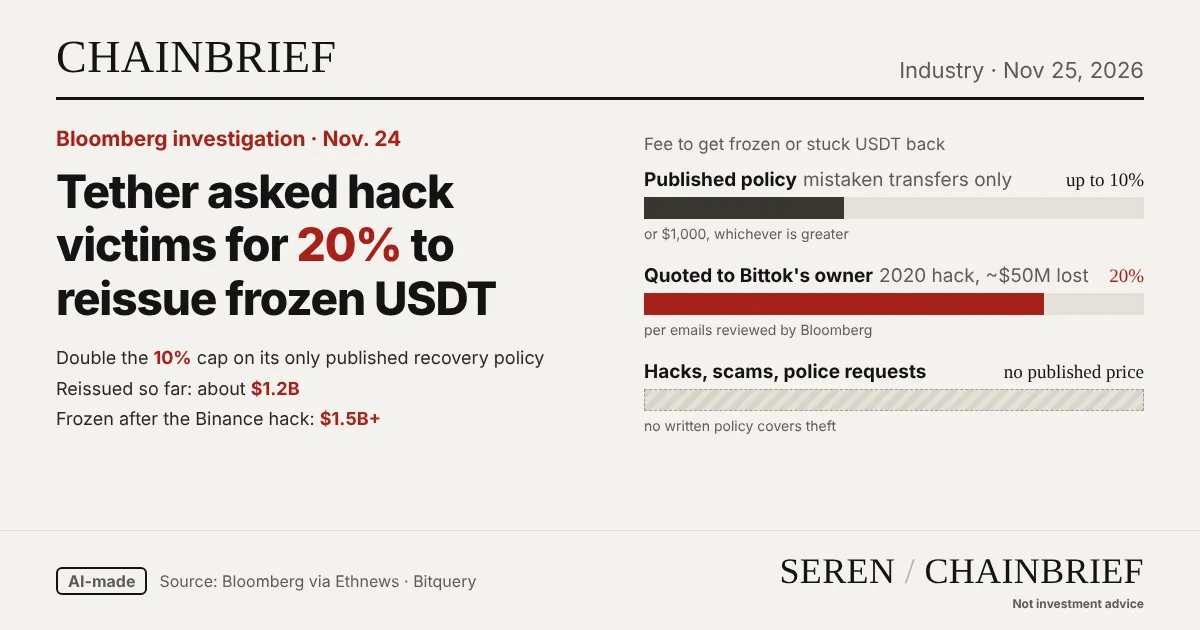 CHAINBRIEF
Industry · Nov 25, 2026
Bloomberg investigation · Nov. 24
Tether asked hack
victims for 20% to
reissue frozen USDT
Double the 10% cap on its only published recovery policy
Reissued so far: about $1.2B
Frozen after the Binance hack: $1.5B+
Fee to get frozen or stuck USDT back
Published policy mistaken transfers only up to 10%
or $1,000, whichever is greater
Quoted to Bittok's owner 2020 hack, ~$50M lost 20%
per emails reviewed by Bloomberg
Hacks, scams, police requests no published price
no written policy covers theft
AI-made Source: Bloomberg via Ethnews · Bitquery
SEREN / CHAINBRIEF
Not investment advice